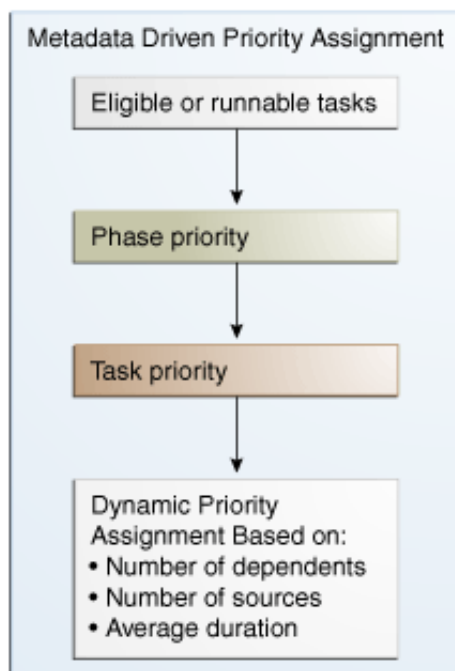 Metadata Driven Priority Assignment
Eligible or runnable tasks
Phase priority
Task priority
Dynamic Priority
Assignment Based on:
• Number of dependents
• Number of sources
• Average duration